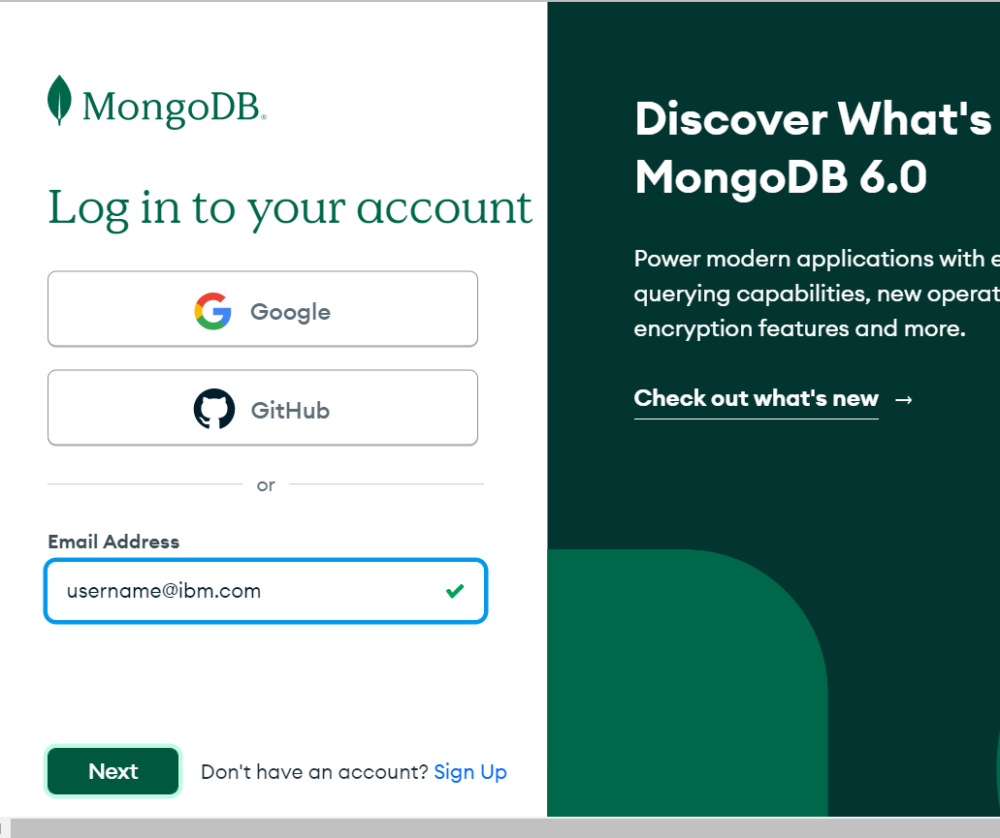 MongoDB®
Log in to your account
Google
GitHub
or
Email Address
username@ibm.com
Next
Don't have an account? Sign Up
Discover What's
MongoDB 6.0
Power modern applications with e
querying capabilities, new operat
encryption features and more.
Check out what's new →